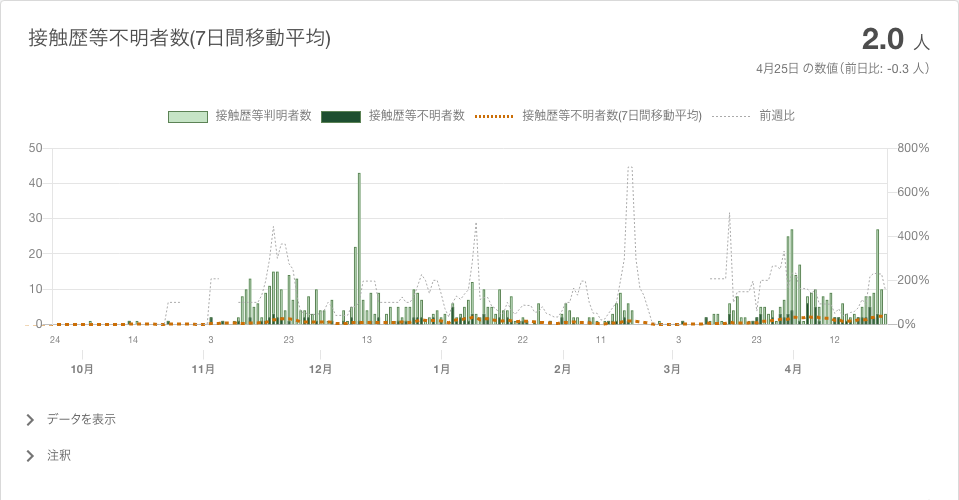 接触歴等不明者数(7日間移動平均)
2.0 人
4月25日 の数値（前日比: -0.3 人）
接触歴等判明者数 接触歴等不明者数 接触歴等不明者数(7日間移動平均) 前週比
50 800%
40 600%
30
20 400%
10 200%
0 0%
24 14 3 23 13 2 22 11 3 23 12
10月 11月 12月 1月 2月 3月 4月
データを表示
注釈